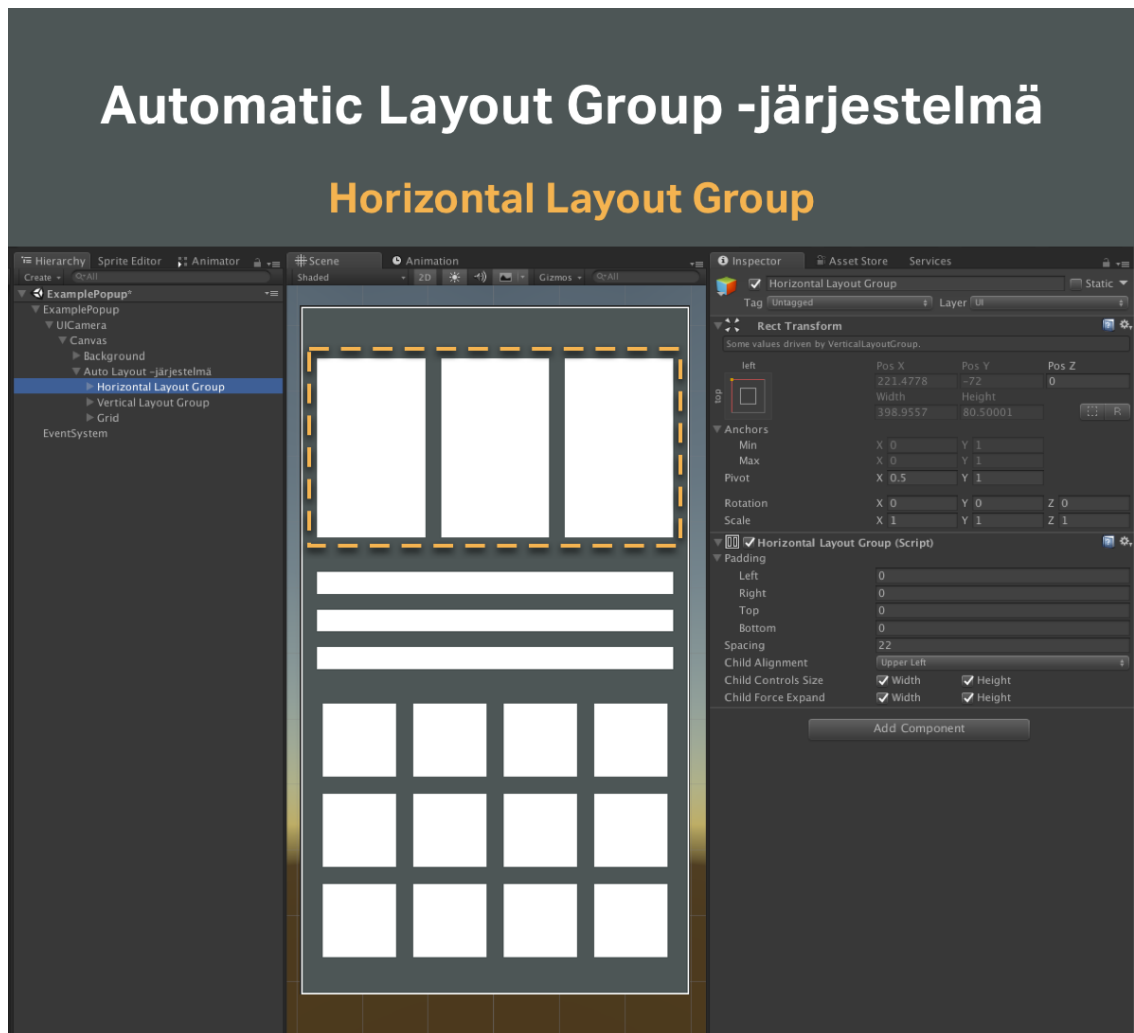 Automatic Layout Group -järjestelmä
Horizontal Layout Group
Hierarchy Sprite Editor Animator
Create All
ExamplePopup*
ExamplePopup
UICamera
Canvas
Background
Auto Layout -järjestelmä
Horizontal Layout Group
Vertical Layout Group
Grid
EventSystem
Scene Animation
Shaded 2D Gizmos All
Inspector Asset Store Services
Horizontal Layout Group Static
Tag Untagged Layer UI
Rect Transform
Some values driven by VerticalLayoutGroup.
left Pos X Pos Y Pos Z
top 221.4778 -72 0
Width Height
398.9557 80.50001 R
Anchors
Min X 0 Y 1
Max X 0 Y 1
Pivot X 0.5 Y 1
Rotation X 0 Y 0 Z 0
Scale X 1 Y 1 Z 1
Horizontal Layout Group (Script)
Padding
Left 0
Right 0
Top 0
Bottom 0
Spacing 22
Child Alignment Upper Left
Child Controls Size Width Height
Child Force Expand Width Height
Add Component